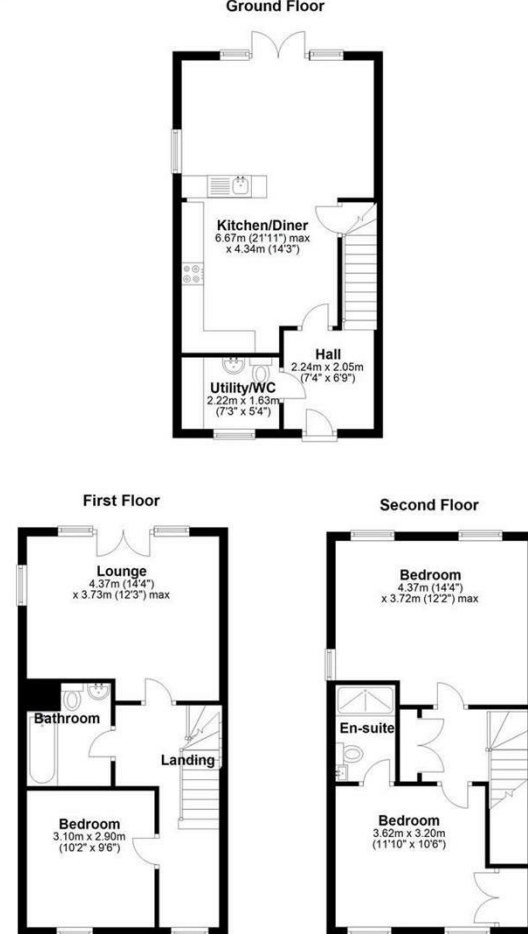 Ground Floor
Kitchen/Diner
6.67m (21'11") max
x 4.34m (14'3")
Hall
2.24m x 2.05m
(7'4" x 6'9")
Utility/WC
2.22m x 1.63m
(7'3" x 5'4")
First Floor
Lounge
4.37m (14'4")
x 3.73m (12'3") max
Bathroom
Landing
Bedroom
3.10m x 2.90m
(10'2" x 9'6")
Second Floor
Bedroom
4.37m (14'4")
x 3.72m (12'2") max
En-suite
Bedroom
3.62m x 3.20m
(11'10" x 10'6")